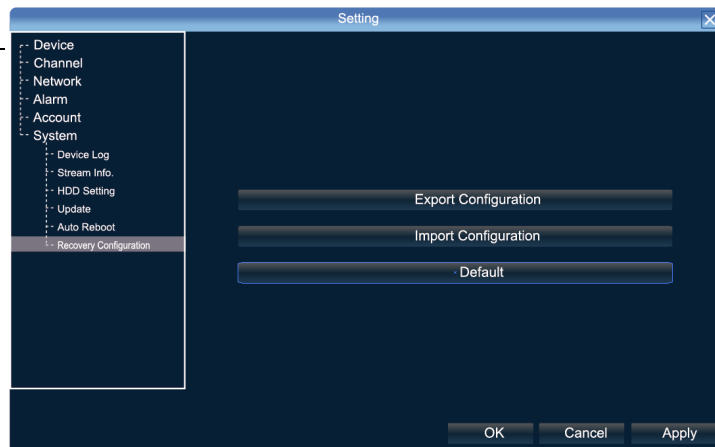 Setting
Device
Channel
Network
Alarm
Account
System
Device Log
Stream Info.
HDD Setting
Update
Auto Reboot
Recovery Configuration
Export Configuration
Import Configuration
Default
OK Cancel Apply